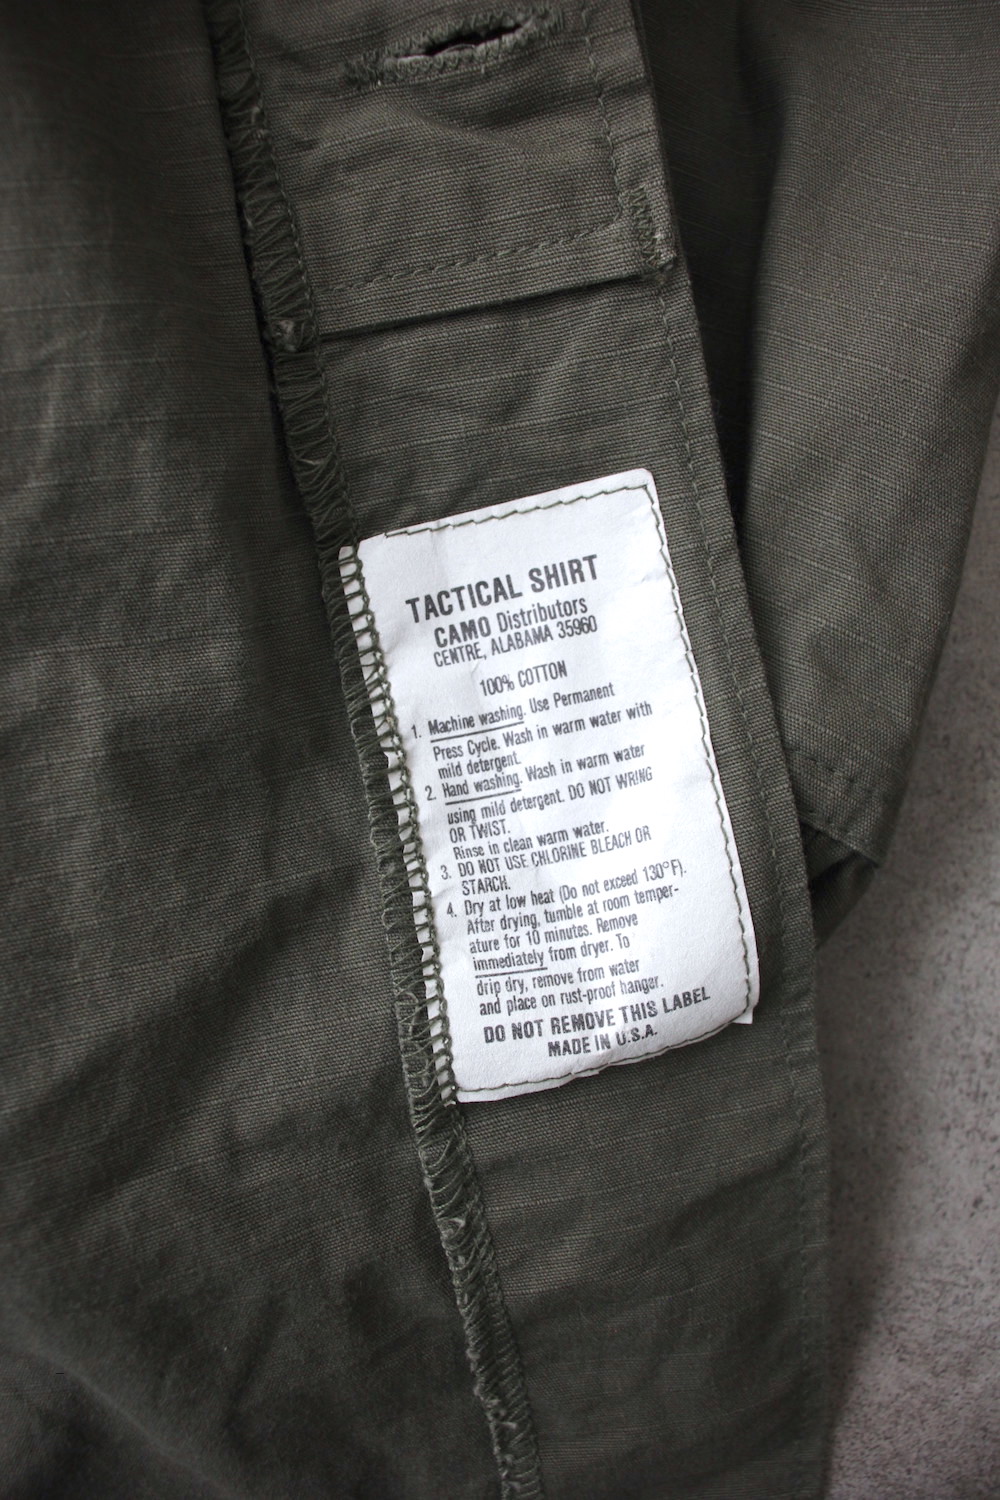 TACTICAL SHIRT
CAMO Distributors
CENTRE, ALABAMA 35960
100% COTTON
1. Machine washing. Use Permanent
Press Cycle. Wash in warm water with
mild detergent.
2. Hand washing. Wash in warm water
using mild detergent. DO NOT WRING
OR TWIST.
Rinse in clean warm water.
3. DO NOT USE CHLORINE BLEACH OR
STARCH.
4. Dry at low heat (Do not exceed 130°F).
After drying, tumble at room temper-
ature for 10 minutes. Remove
immediately from dryer. To
drip dry, remove from water
and place on rust-proof hanger.
DO NOT REMOVE THIS LABEL
MADE IN U.S.A.